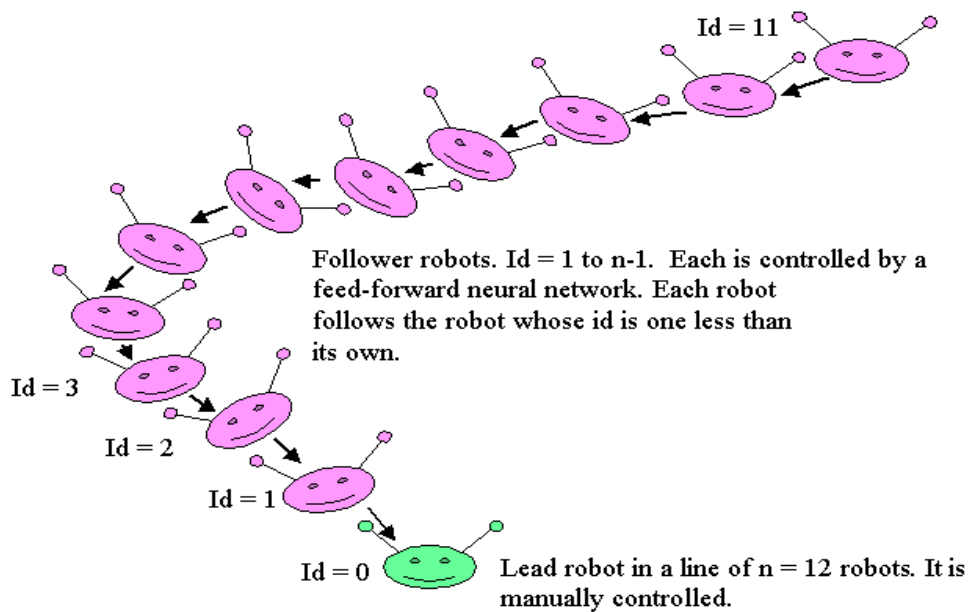 Id = 11
Follower robots. Id = 1 to n-1.  Each is controlled by a
feed-forward neural network. Each robot
follows the robot whose id is one less than
its own.
Id = 3
Id = 2
Id = 1
Id = 0
Lead robot in a line of n = 12 robots. It is
manually controlled.